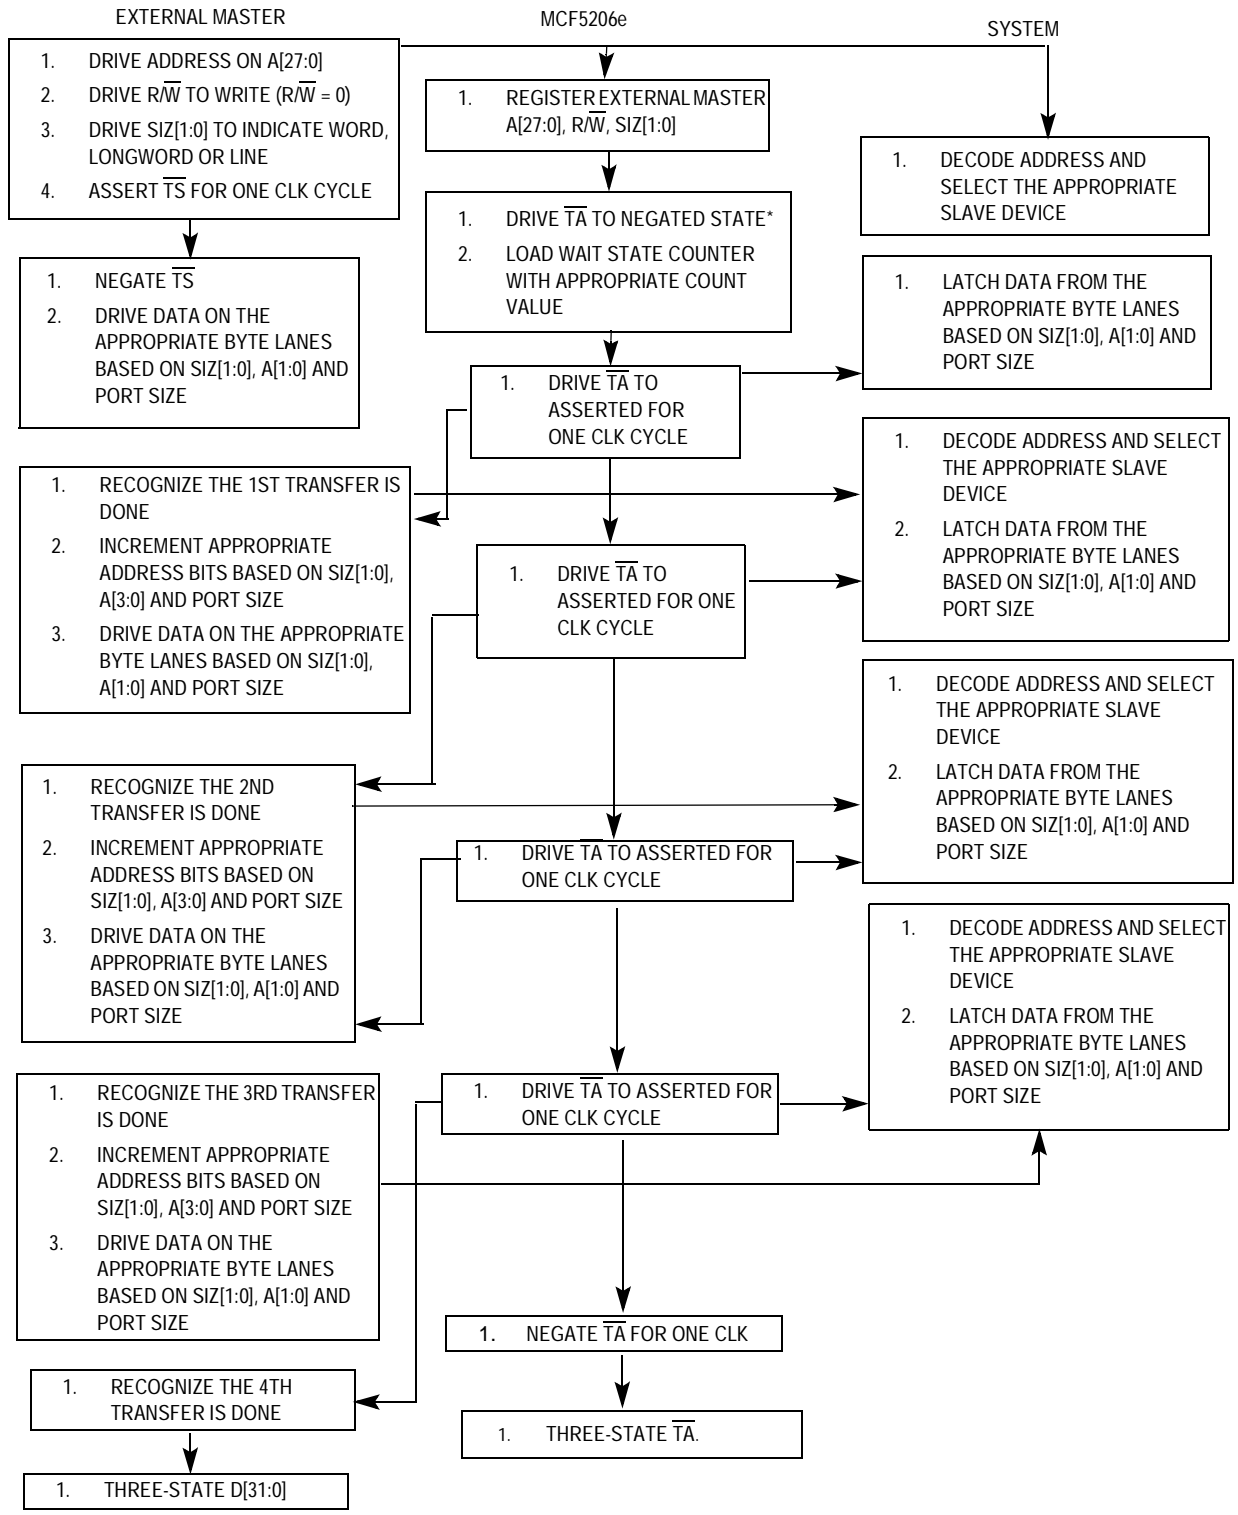 EXTERNAL MASTER
MCF5206e
SYSTEM
1. DRIVE ADDRESS ON A[27:0]
2. DRIVE R/W̅ TO WRITE (R/W̅ = 0)
3. DRIVE SIZ[1:0] TO INDICATE WORD,
LONGWORD OR LINE
4. ASSERT T̅S̅ FOR ONE CLK CYCLE
1. REGISTER EXTERNAL MASTER
A[27:0], R/W̅, SIZ[1:0]
1. DECODE ADDRESS AND
SELECT THE APPROPRIATE
SLAVE DEVICE
1. DRIVE T̅A̅ TO NEGATED STATE*
2. LOAD WAIT STATE COUNTER
WITH APPROPRIATE COUNT
VALUE
1. NEGATE T̅S̅
2. DRIVE DATA ON THE
APPROPRIATE BYTE LANES
BASED ON SIZ[1:0], A[1:0] AND
PORT SIZE
1. LATCH DATA FROM THE
APPROPRIATE BYTE LANES
BASED ON SIZ[1:0], A[1:0] AND
PORT SIZE
1. DRIVE T̅A̅ TO
ASSERTED FOR
ONE CLK CYCLE
1. RECOGNIZE THE 1ST TRANSFER IS
DONE
2. INCREMENT APPROPRIATE
ADDRESS BITS BASED ON SIZ[1:0],
A[3:0] AND PORT SIZE
3. DRIVE DATA ON THE APPROPRIATE
BYTE LANES BASED ON SIZ[1:0],
A[1:0] AND PORT SIZE
1. DECODE ADDRESS AND SELECT
THE APPROPRIATE SLAVE
DEVICE
2. LATCH DATA FROM THE
APPROPRIATE BYTE LANES
BASED ON SIZ[1:0], A[1:0] AND
PORT SIZE
1. DRIVE T̅A̅ TO
ASSERTED FOR ONE
CLK CYCLE
1. RECOGNIZE THE 2ND
TRANSFER IS DONE
2. INCREMENT APPROPRIATE
ADDRESS BITS BASED ON
SIZ[1:0], A[3:0] AND PORT SIZE
3. DRIVE DATA ON THE
APPROPRIATE BYTE LANES
BASED ON SIZ[1:0], A[1:0] AND
PORT SIZE
1. DECODE ADDRESS AND SELECT
THE APPROPRIATE SLAVE
DEVICE
2. LATCH DATA FROM THE
APPROPRIATE BYTE LANES
BASED ON SIZ[1:0], A[1:0] AND
PORT SIZE
1. DRIVE T̅A̅ TO ASSERTED FOR
ONE CLK CYCLE
1. DECODE ADDRESS AND SELECT
THE APPROPRIATE SLAVE
DEVICE
2. LATCH DATA FROM THE
APPROPRIATE BYTE LANES
BASED ON SIZ[1:0], A[1:0] AND
PORT SIZE
1. RECOGNIZE THE 3RD TRANSFER
IS DONE
2. INCREMENT APPROPRIATE
ADDRESS BITS BASED ON
SIZ[1:0], A[3:0] AND PORT SIZE
3. DRIVE DATA ON THE
APPROPRIATE BYTE LANES
BASED ON SIZ[1:0], A[1:0] AND
PORT SIZE
1. DRIVE T̅A̅ TO ASSERTED FOR
ONE CLK CYCLE
1. NEGATE T̅A̅ FOR ONE CLK
1. RECOGNIZE THE 4TH
TRANSFER IS DONE
1. THREE-STATE T̅A̅.
1. THREE-STATE D[31:0]